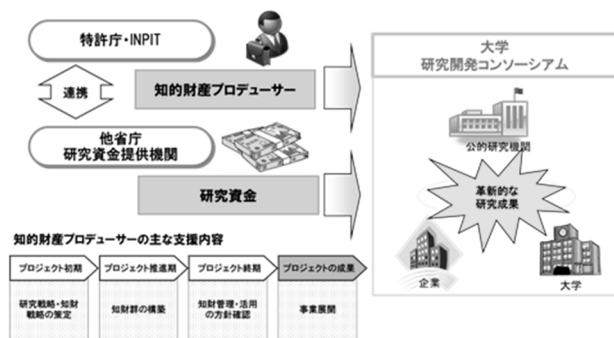 特許庁・INPIT
連携
知的財産プロデューサー
他省庁
研究資金提供機関
研究資金
大学
研究開発コンソーシアム
公的研究機関
革新的な
研究成果
企業
大学
知的財産プロデューサーの主な支援内容
プロジェクト初期
プロジェクト推進期
プロジェクト終期
プロジェクトの成果
研究戦略・知財
戦略の策定
知財群の構築
知財管理・活用
の方針確認
事業展開